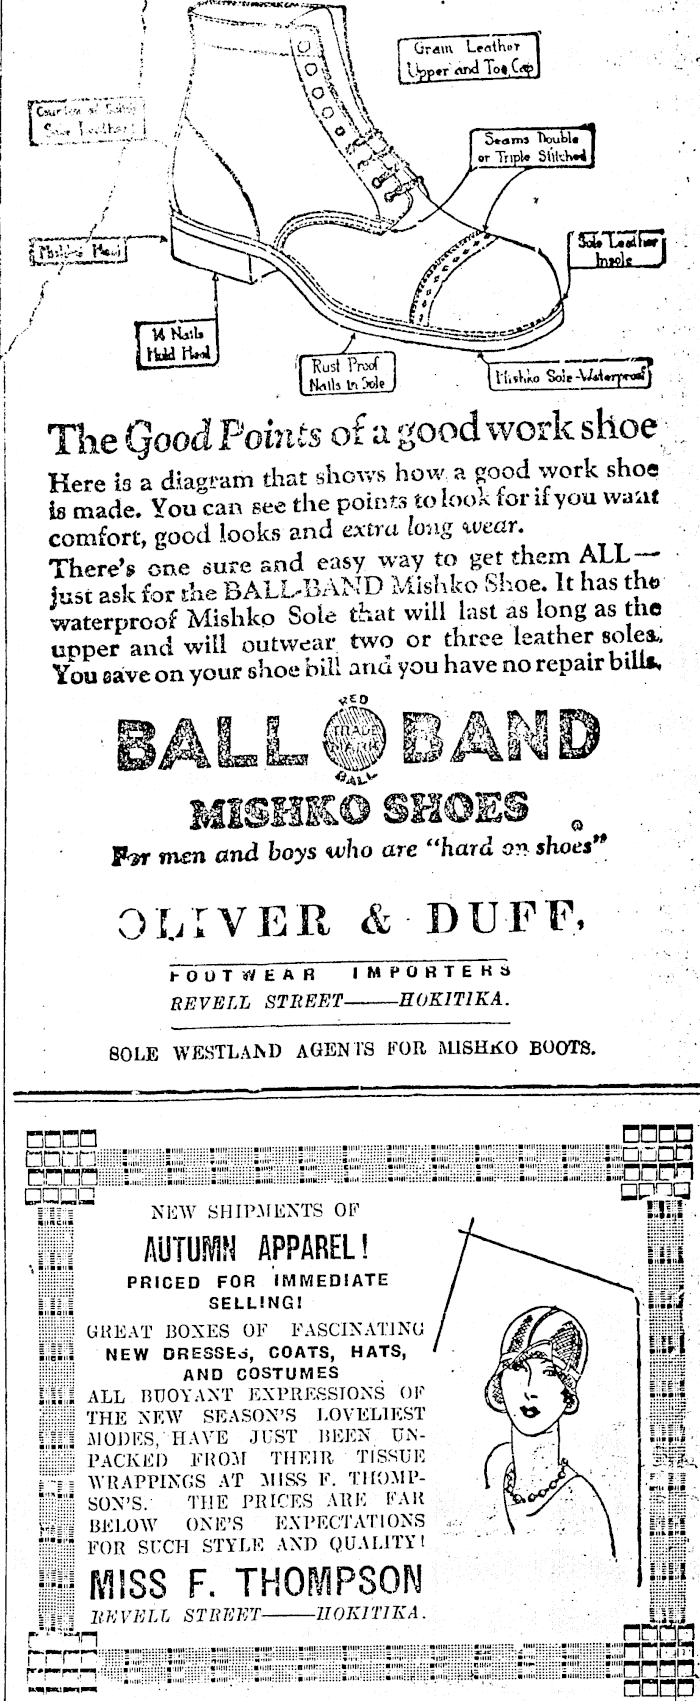 Grain Leather
Upper and Toe Cap
Sole Leather
Seams Double
or Triple Stitched
Sole Leather
Insole
Mishko Heel
14 Nails
Hold Heel
Rust Proof
Nails in Sole
Mishko Sole-Waterproof
The Good Points of a good work shoe
Here is a diagram that shows how a good work shoe
is made. You can see the points to look for if you want
comfort, good looks and extra long wear.
There's one sure and easy way to get them ALL—
just ask for the BALL-BAND Mishko Shoe. It has the
waterproof Mishko Sole that will last as long as the
upper and will outwear two or three leather soles.
You save on your shoe bill and you have no repair bills.
RED
BALL TRADE BAND
MARK
BALL
MISHKO SHOES
For men and boys who are "hard on shoes"
OLIVER & DUFF,
FOOTWEAR IMPORTERS
REVELL STREET——HOKITIKA.
SOLE WESTLAND AGENTS FOR MISHKO BOOTS.
NEW SHIPMENTS OF
AUTUMN APPAREL!
PRICED FOR IMMEDIATE
SELLING!
GREAT BOXES OF FASCINATING
NEW DRESSES, COATS, HATS,
AND COSTUMES
ALL BUOYANT EXPRESSIONS OF
THE NEW SEASON'S LOVELIEST
MODES, HAVE JUST BEEN UN-
PACKED FROM THEIR TISSUE
WRAPPINGS AT MISS F. THOMP-
SON'S. THE PRICES ARE FAR
BELOW ONE'S EXPECTATIONS
FOR SUCH STYLE AND QUALITY!
MISS F. THOMPSON
REVELL STREET——HOKITIKA.